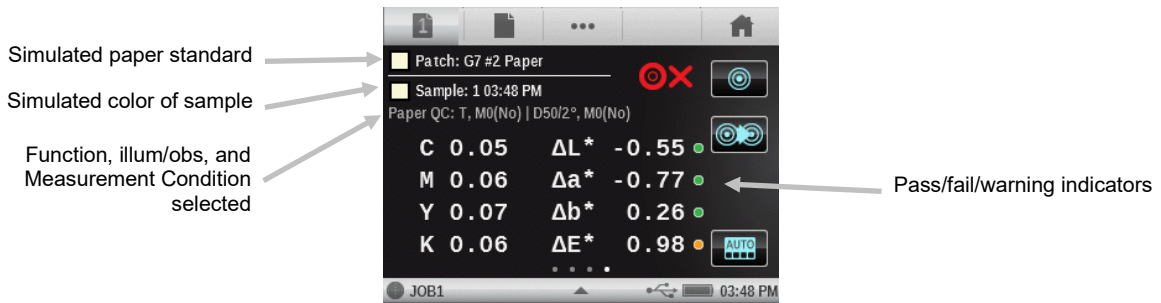 1
Simulated paper standard
Patch: G7 #2 Paper
Simulated color of sample
Sample: 1 03:48 PM
Paper QC: T, M0(No) | D50/2°, M0(No)
Function, illum/obs, and
Measurement Condition
selected
C 0.05 ΔL* -0.55
M 0.06 Δa* -0.77
Y 0.07 Δb* 0.26
K 0.06 ΔE* 0.98
Pass/fail/warning indicators
AUTO
JOB1 03:48 PM